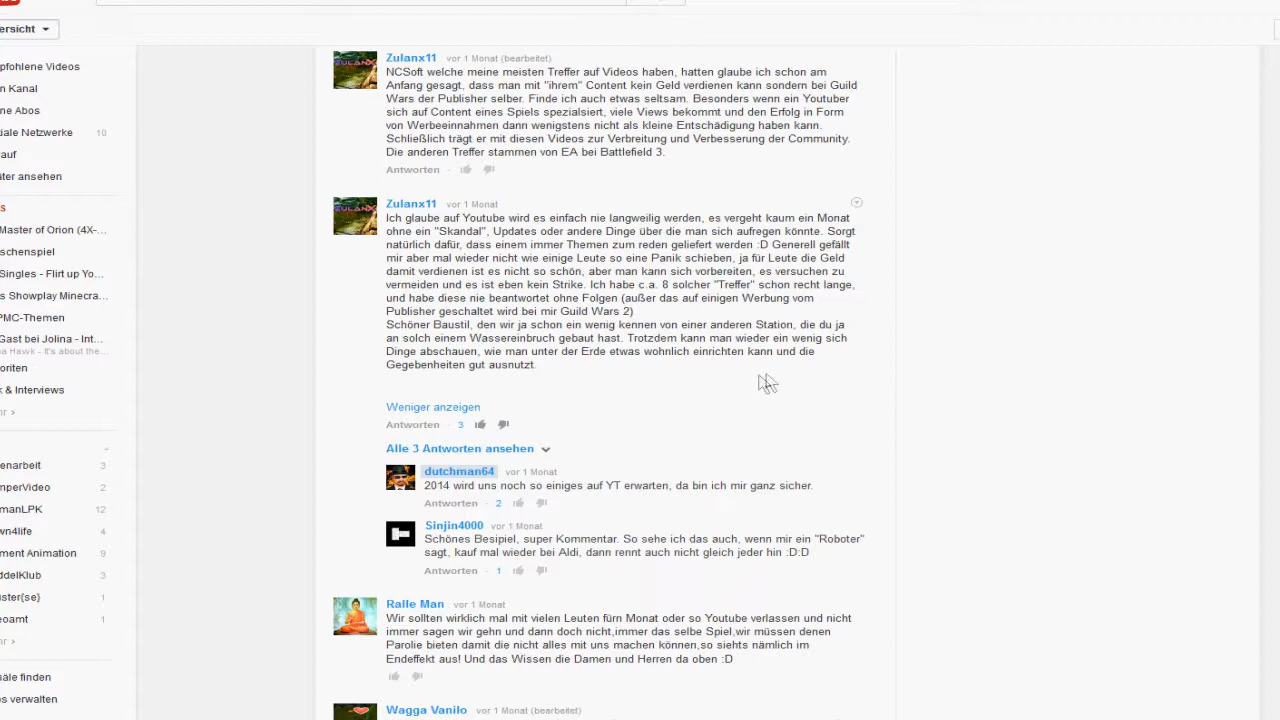 ersicht
pfohlene Videos
n Kanal
ne Abos
iale Netzwerke 10
auf
äter ansehen
s
Master of Orion (4X-...
schenspiel
Singles - Flirt up Yo...
s Showplay Minecra...
PMC-Themen
Gast bei Jolina - Int...
a Hawk - It's about the...
oriten
k & Interviews
hr >
enarbeit 3
mperVideo 2
manLPK 12
wn4life 4
ment Animation 9
ddelKlub 3
ister{se} 1
eoamt 1
hr >
äle finden
s verwalten
Zulanx11 vor 1 Monat (bearbeitet)
NCSoft welche meine meisten Treffer auf Videos haben, hatten glaube ich schon am
Anfang gesagt, dass man mit "ihrem" Content kein Geld verdienen kann sondern bei Guild
Wars der Publisher selber. Finde ich auch etwas seltsam. Besonders wenn ein Youtuber
sich auf Content eines Spiels spezialsiert, viele Views bekommt und den Erfolg in Form
von Werbeeinnahmen dann wenigstens nicht als kleine Entschädigung haben kann.
Schließlich trägt er mit diesen Videos zur Verbreitung und Verbesserung der Community.
Die anderen Treffer stammen von EA bei Battlefield 3.
Antworten ·
Zulanx11 vor 1 Monat
Ich glaube auf Youtube wird es einfach nie langweilig werden, es vergeht kaum ein Monat
ohne ein "Skandal", Updates oder andere Dinge über die man sich aufregen könnte. Sorgt
natürlich dafür, dass einem immer Themen zum reden geliefert werden :D Generell gefällt
mir aber mal wieder nicht wie einige Leute so eine Panik schieben, ja für Leute die Geld
damit verdienen ist es nicht so schön, aber man kann sich vorbereiten, es versuchen zu
vermeiden und es ist eben kein Strike. Ich habe c.a. 8 solcher "Treffer" schon recht lange,
und habe diese nie beantwortet ohne Folgen (außer das auf einigen Werbung vom
Publisher geschaltet wird bei mir Guild Wars 2)
Schöner Baustil, den wir ja schon ein wenig kennen von einer anderen Station, die du ja
an solch einem Wassereinbruch gebaut hast. Trotzdem kann man wieder ein wenig sich
Dinge abschauen, wie man unter der Erde etwas wohnlich einrichten kann und die
Gegebenheiten gut ausnutzt.
Weniger anzeigen
Antworten · 3
Alle 3 Antworten ansehen
dutchman64 vor 1 Monat
2014 wird uns noch so einiges auf YT erwarten, da bin ich mir ganz sicher.
Antworten · 2
Sinjin4000 vor 1 Monat
Schönes Besipiel, super Kommentar. So sehe ich das auch, wenn mir ein "Roboter"
sagt, kauf mal wieder bei Aldi, dann rennt auch nicht gleich jeder hin :D:D
Antworten · 1
Ralle Man vor 1 Monat
Wir sollten wirklich mal mit vielen Leuten fürn Monat oder so Youtube verlassen und nicht
immer sagen wir gehn und dann doch nicht,immer das selbe Spiel,wir müssen denen
Parolie bieten damit die nicht alles mit uns machen können,so siehts nämlich im
Endeffekt aus! Und das Wissen die Damen und Herren da oben :D
Wagga Vanilo vor 1 Monat (bearbeitet)